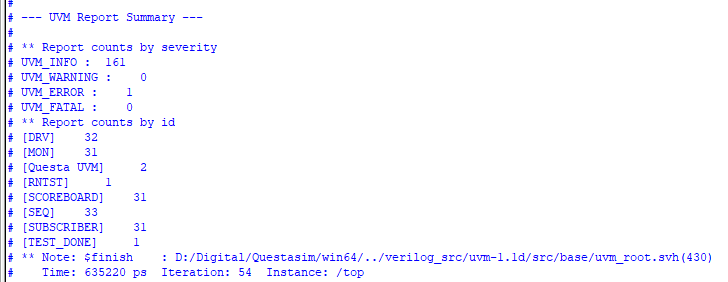 #
# --- UVM Report Summary ---
#
# ** Report counts by severity
# UVM_INFO :  161
# UVM_WARNING :    0
# UVM_ERROR :    1
# UVM_FATAL :    0
# ** Report counts by id
# [DRV]    32
# [MON]    31
# [Questa UVM]     2
# [RNTST]     1
# [SCOREBOARD]    31
# [SEQ]    33
# [SUBSCRIBER]    31
# [TEST_DONE]     1
# ** Note: $finish    : D:/Digital/Questasim/win64/../verilog_src/uvm-1.1d/src/base/uvm_root.svh(430)
#    Time: 635220 ps  Iteration: 54  Instance: /top